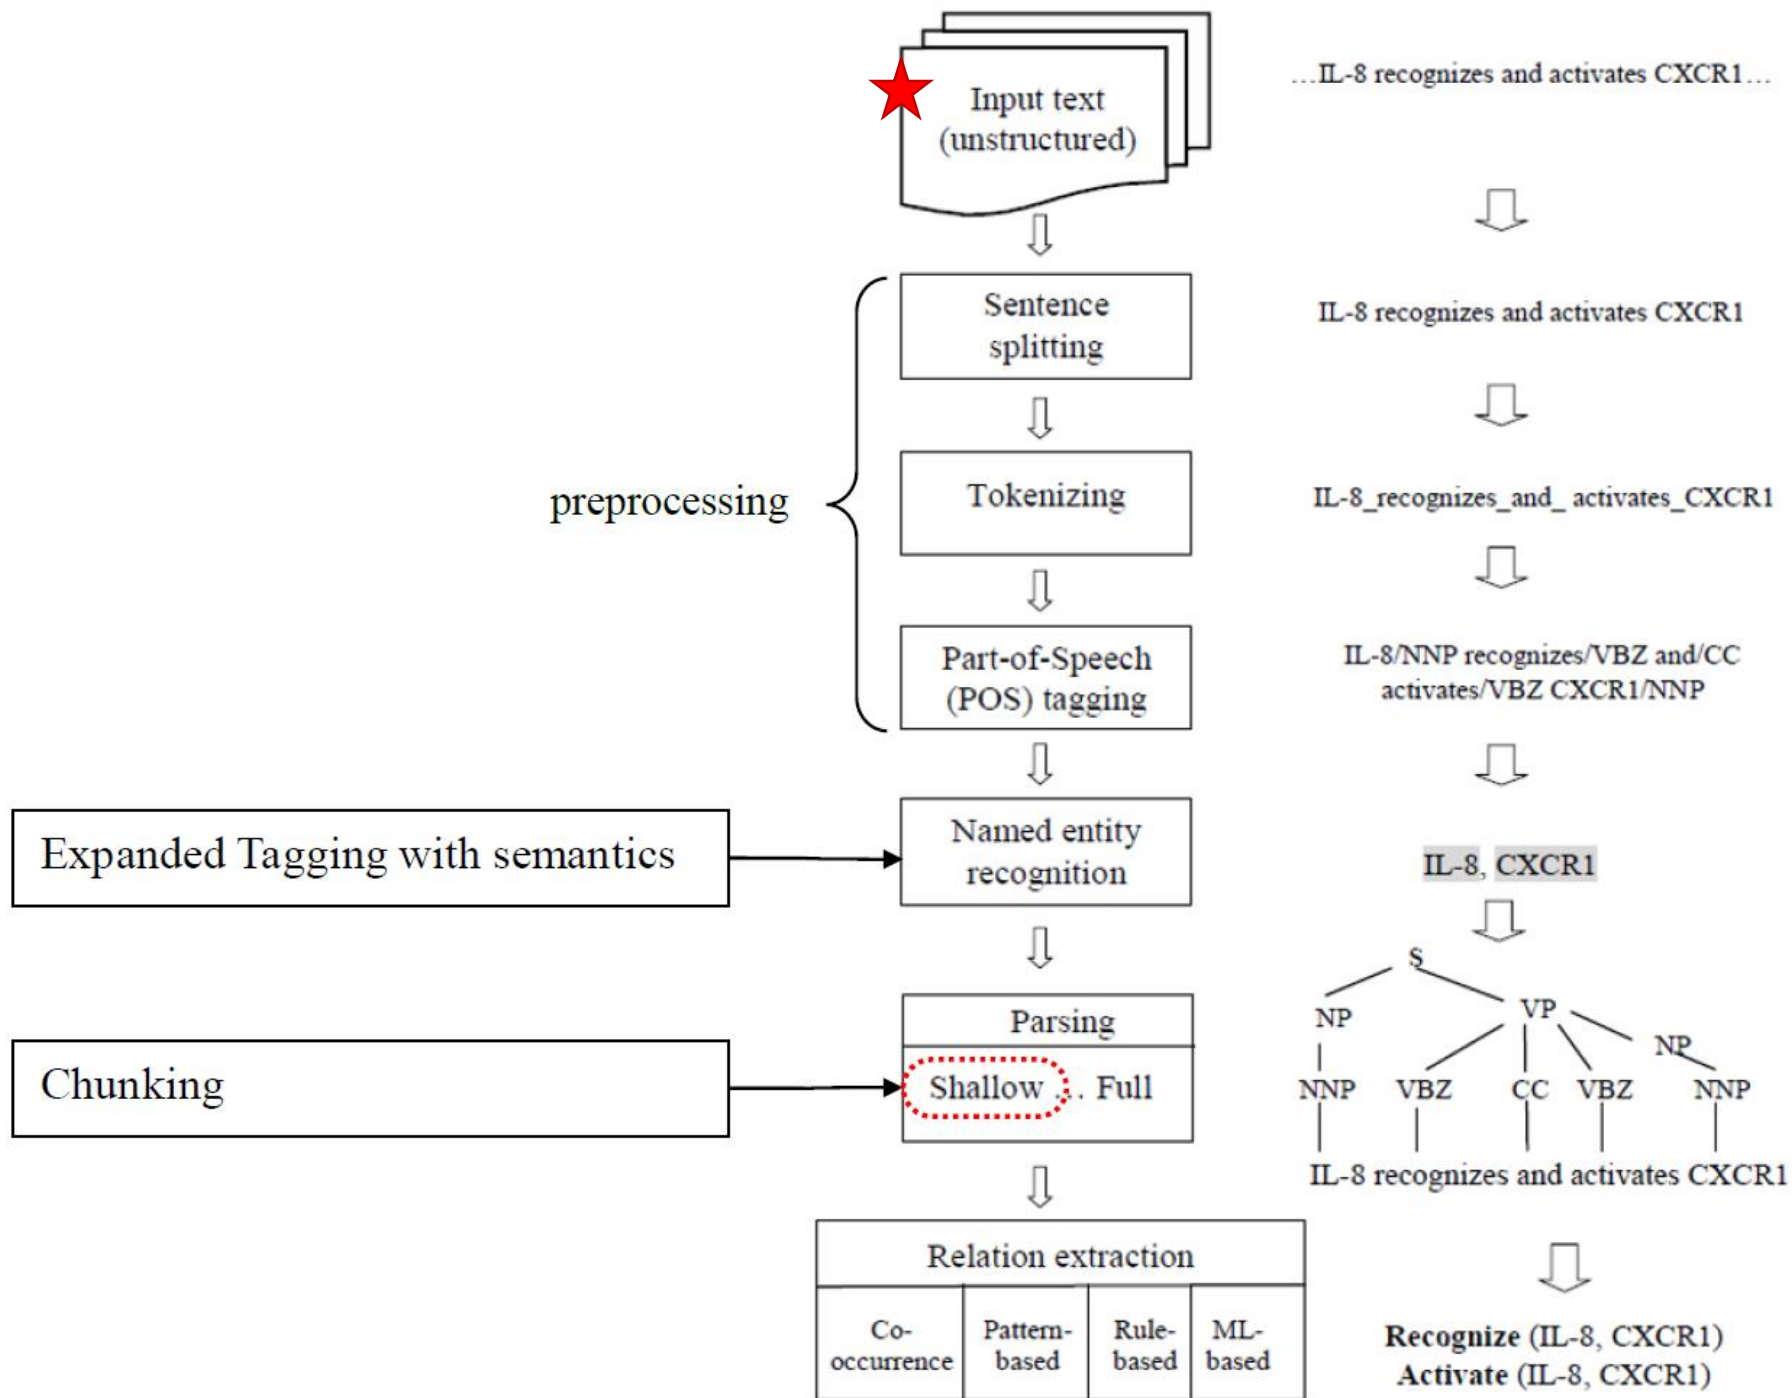 Input text
(unstructured)
…IL-8 recognizes and activates CXCR1…
Sentence
splitting
IL-8 recognizes and activates CXCR1
preprocessing
Tokenizing
IL-8_recognizes_and_ activates_CXCR1
Part-of-Speech
(POS) tagging
IL-8/NNP recognizes/VBZ and/CC
activates/VBZ CXCR1/NNP
Expanded Tagging with semantics
Named entity
recognition
IL-8, CXCR1
S
NP VP
NP
Parsing
Chunking
Shallow … Full
NNP VBZ CC VBZ NNP
IL-8 recognizes and activates CXCR1
Relation extraction
Co-
occurrence
Pattern-
based
Rule-
based
ML-
based
Recognize (IL-8, CXCR1)
Activate (IL-8, CXCR1)